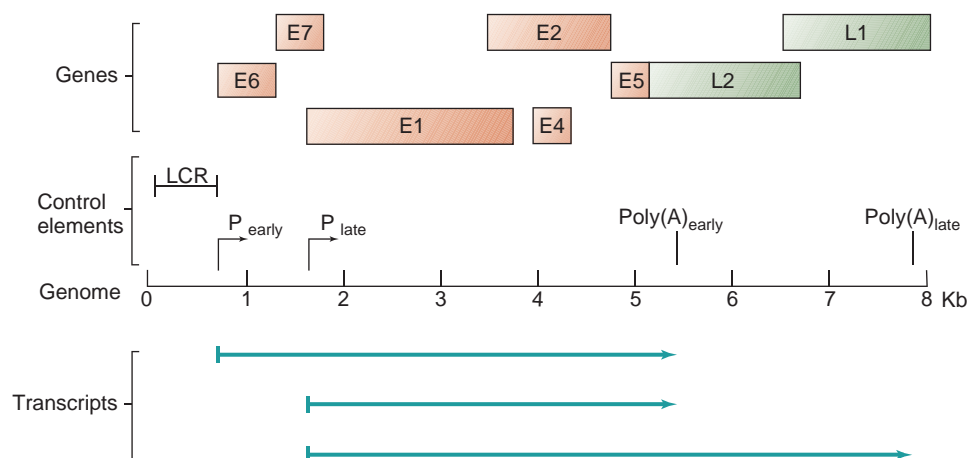 E7 E2 L1
Genes
E6 E5 L2
E1 E4
LCR
Control
elements
P early P late Poly(A)early Poly(A)late
Genome
0 1 2 3 4 5 6 7 8 Kb
Transcripts